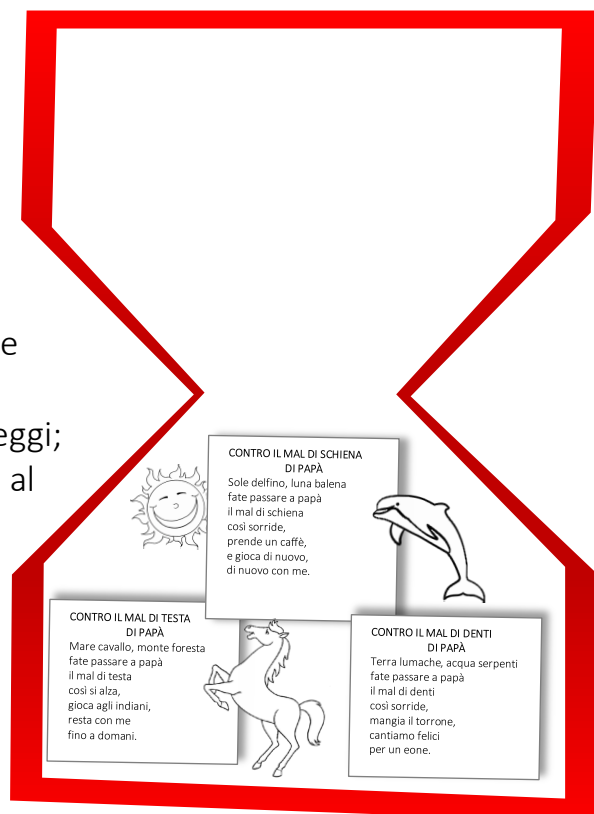 e
eggi;
al
CONTRO IL MAL DI SCHIENA
DI PAPÀ
Sole delfino, luna balena
fate passare a papà
il mal di schiena
così sorride,
prende un caffè,
e gioca di nuovo,
di nuovo con me.
CONTRO IL MAL DI TESTA
DI PAPÀ
Mare cavallo, monte foresta
fate passare a papà
il mal di testa
così si alza,
gioca agli indiani,
resta con me
fino a domani.
CONTRO IL MAL DI DENTI
DI PAPÀ
Terra lumache, acqua serpenti
fate passare a papà
il mal di denti
così sorride,
mangia il torrone,
cantiamo felici
per un eone.